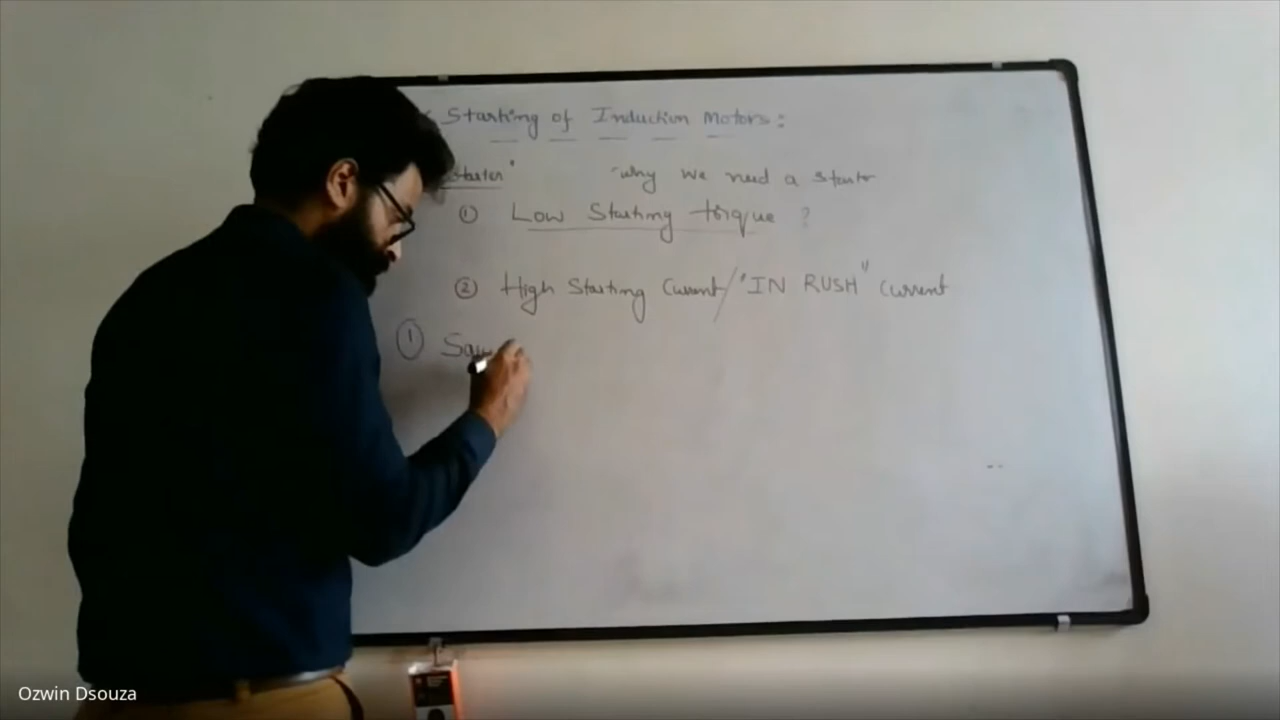 Starting of Induction Motors:
"why we need a starter
① Low Starting torque ?
② High Starting Current/"IN RUSH" Current
①
Ozwin Dsouza